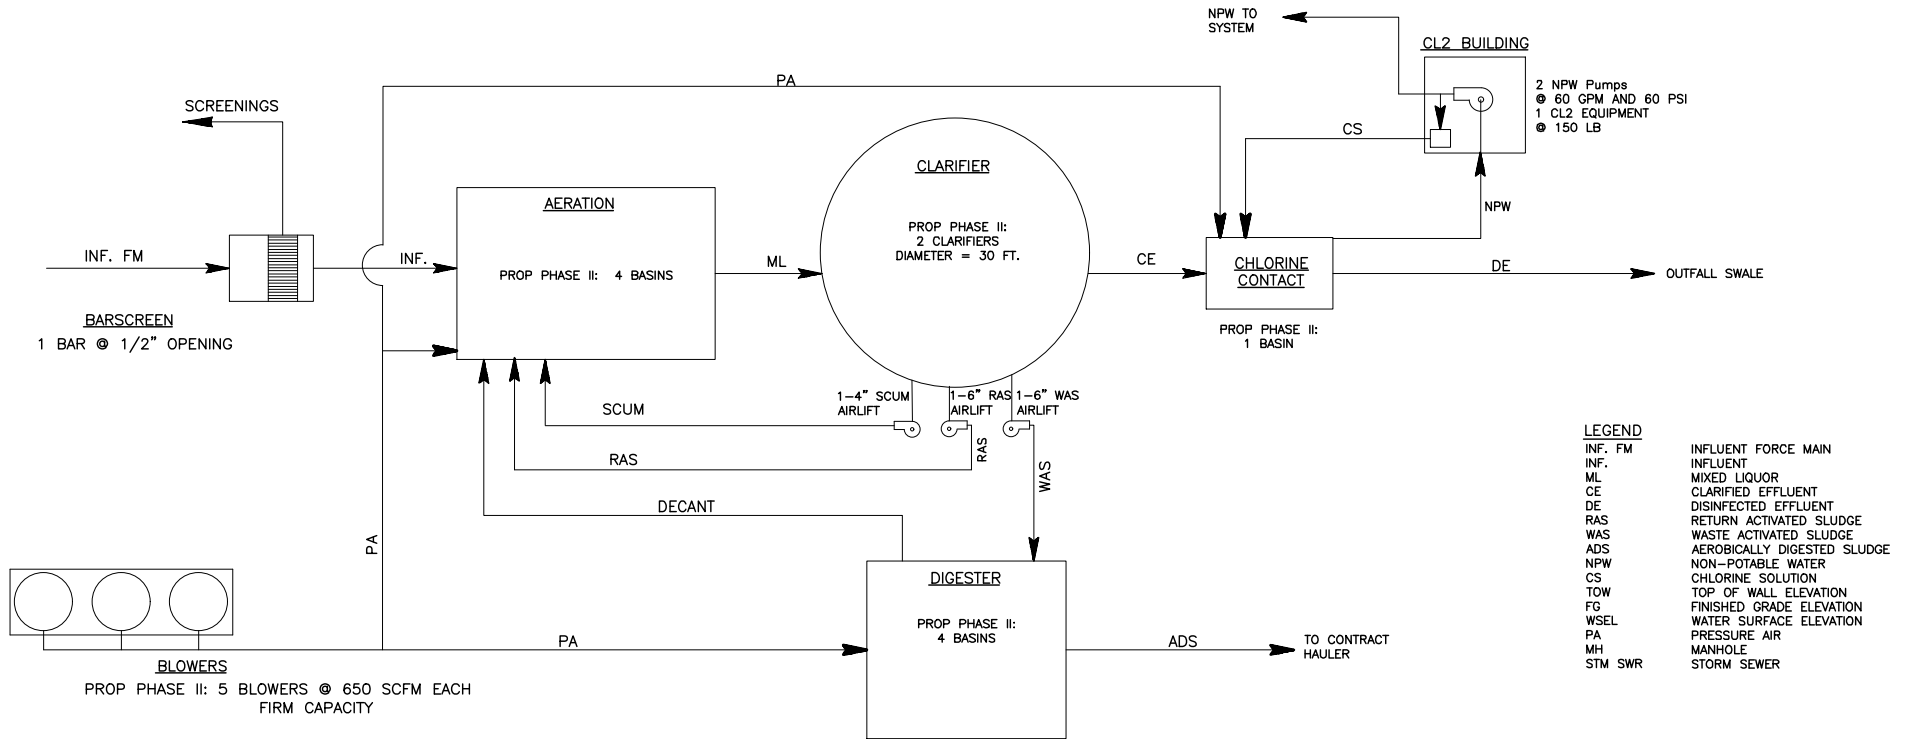 NPW TO
SYSTEM
CL2 BUILDING
2 NPW Pumps
@ 60 GPM AND 60 PSI
1 CL2 EQUIPMENT
@ 150 LB
PA
CS
NPW
SCREENINGS
INF. FM
BARSCREEN
1 BAR @ 1/2" OPENING
INF.
AERATION
PROP PHASE II: 4 BASINS
ML
CLARIFIER
PROP PHASE II:
2 CLARIFIERS
DIAMETER = 30 FT.
CE
CHLORINE
CONTACT
PROP PHASE II:
1 BASIN
DE
OUTFALL SWALE
1-4" SCUM
AIRLIFT
1-6" RAS
AIRLIFT
1-6" WAS
AIRLIFT
SCUM
RAS
RAS
WAS
DECANT
PA
BLOWERS
PROP PHASE II: 5 BLOWERS @ 650 SCFM EACH
FIRM CAPACITY
PA
DIGESTER
PROP PHASE II:
4 BASINS
ADS
TO CONTRACT
HAULER
LEGEND
INF. FM INFLUENT FORCE MAIN
INF. INFLUENT
ML MIXED LIQUOR
CE CLARIFIED EFFLUENT
DE DISINFECTED EFFLUENT
RAS RETURN ACTIVATED SLUDGE
WAS WASTE ACTIVATED SLUDGE
ADS AEROBICALLY DIGESTED SLUDGE
NPW NON-POTABLE WATER
CS CHLORINE SOLUTION
TOW TOP OF WALL ELEVATION
FG FINISHED GRADE ELEVATION
WSEL WATER SURFACE ELEVATION
PA PRESSURE AIR
MH MANHOLE
STM SWR STORM SEWER